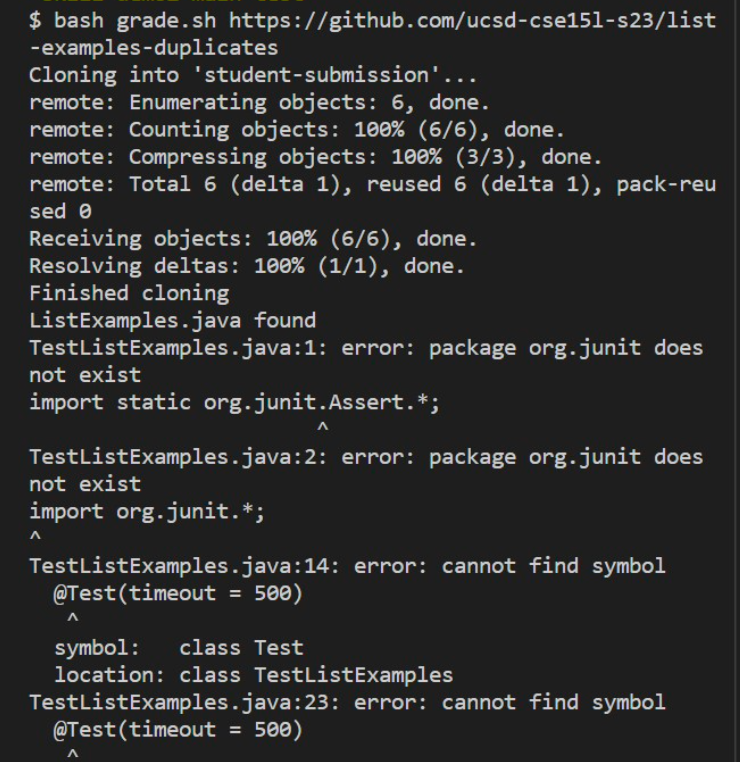 $ bash grade.sh https://github.com/ucsd-cse15l-s23/list
-examples-duplicates
Cloning into 'student-submission'...
remote: Enumerating objects: 6, done.
remote: Counting objects: 100% (6/6), done.
remote: Compressing objects: 100% (3/3), done.
remote: Total 6 (delta 1), reused 6 (delta 1), pack-reu
sed 0
Receiving objects: 100% (6/6), done.
Resolving deltas: 100% (1/1), done.
Finished cloning
ListExamples.java found
TestListExamples.java:1: error: package org.junit does
not exist
import static org.junit.Assert.*;
                       ^
TestListExamples.java:2: error: package org.junit does
not exist
import org.junit.*;
^
TestListExamples.java:14: error: cannot find symbol
  @Test(timeout = 500)
   ^
  symbol:   class Test
  location: class TestListExamples
TestListExamples.java:23: error: cannot find symbol
  @Test(timeout = 500)
   ^